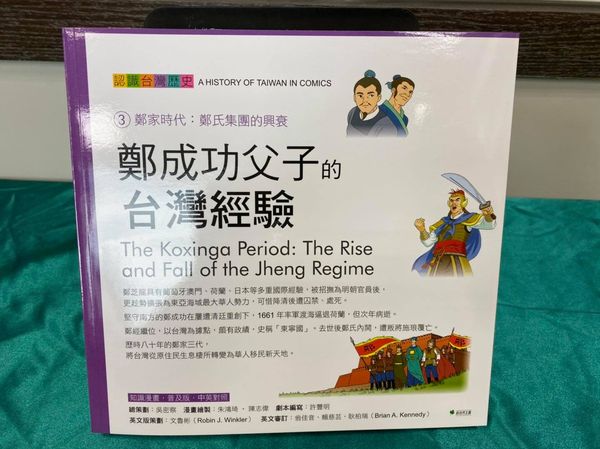 認識台灣歷史 A HISTORY OF TAIWAN IN COMICS
③ 鄭家時代：鄭氏集團的興衰
鄭成功父子的
台灣經驗
The Koxinga Period: The Rise
and Fall of the Jheng Regime
鄭芝龍具有葡萄牙澳門、荷蘭、日本等多重國際經驗，被招撫為明朝官員後，
更趁勢擴張為東亞海域最大華人勢力，可惜降清後遭囚禁、處死。
堅守南方的鄭成功在屢遭清廷重創下，1661年率軍渡海逼退荷蘭，但次年病逝。
鄭經繼位，以台灣為據點，頗有政績，史稱「東寧國」。去世後鄭氏內鬨，遭叛將施琅覆亡。
歷時八十年的鄭家三代，
將台灣從原住民生息樓所轉變為華人移民新天地。
知識漫畫，普及版，中英對照
總策劃：吳密察 漫畫繪製：朱鴻琦・陳志偉 劇本編寫：許豐明
英文版策劃：文魯彬（Robin J. Winkler） 英文審訂：翁佳音、賴慈芸、耿柏瑞（Brian A. Kennedy）